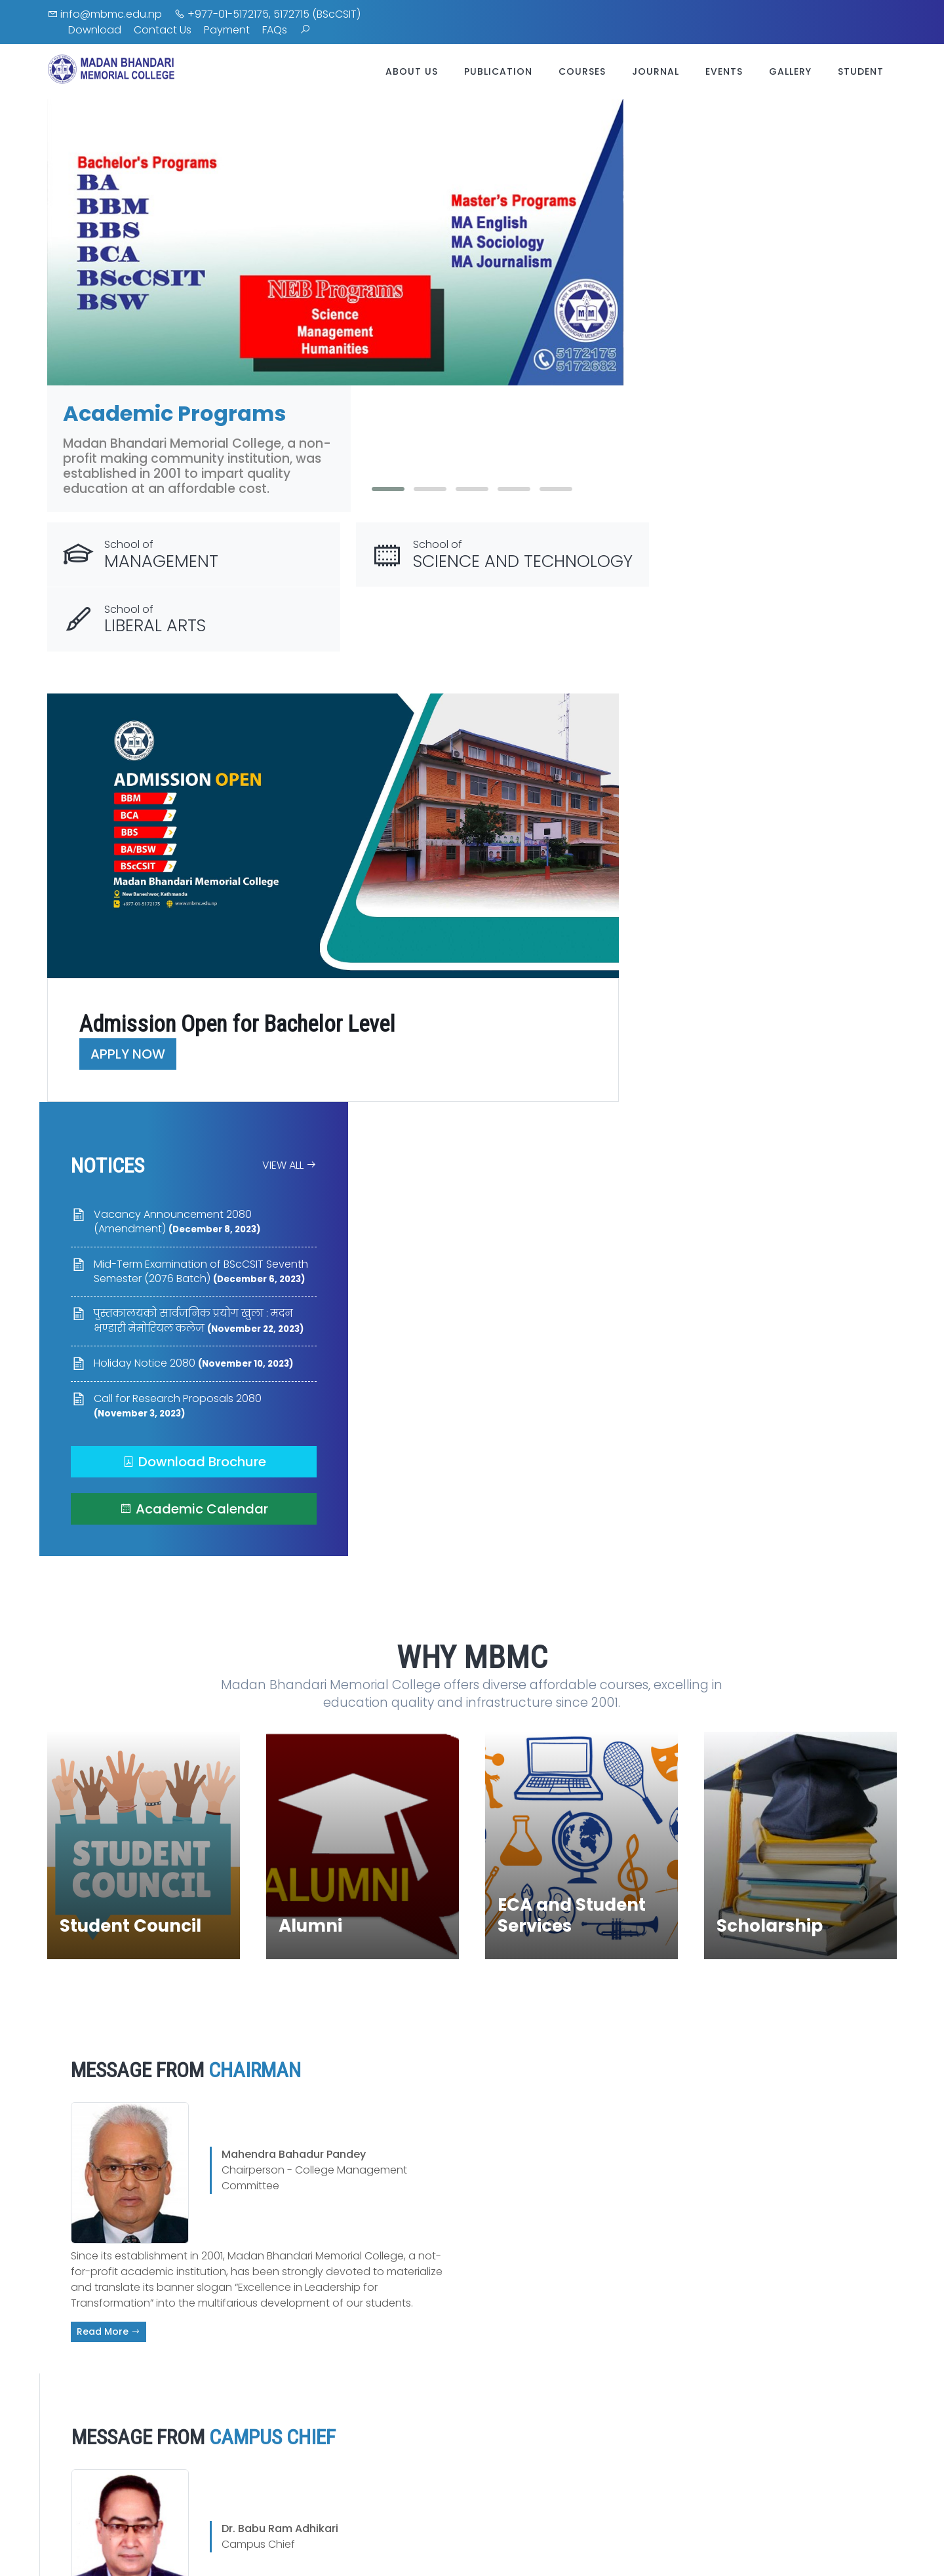 info@mbmc.edu.np +977-01-5172175, 5172715 (BScCSIT)
Download Contact Us Payment FAQs
MADAN BHANDARI
MEMORIAL COLLEGE
ABOUT US PUBLICATION COURSES JOURNAL EVENTS GALLERY STUDENT
Bachelor's Programs
BA
BBM
BBS
BCA
BScCSIT
BSW
Master's Programs
MA English
MA Sociology
MA Journalism
NEB Programs
Science
Management
Humanities
5172175
5172682
Academic Programs
Madan Bhandari Memorial College, a non-
profit making community institution, was
established in 2001 to impart quality
education at an affordable cost.
School of
MANAGEMENT
School of
SCIENCE AND TECHNOLOGY
School of
LIBERAL ARTS
ADMISSION OPEN
BBM
BCA
BBS
BA/BSW
BScCSIT
Madan Bhandari Memorial College
New Baneshwor, Kathmandu
+977-01-5172175 www.mbmc.edu.np
Admission Open for Bachelor Level
APPLY NOW
NOTICES
VIEW ALL →
Vacancy Announcement 2080
(Amendment) (December 8, 2023)
Mid-Term Examination of BScCSIT Seventh
Semester (2076 Batch) (December 6, 2023)
पुस्तकालयको सार्वजनिक प्रयोग खुला : मदन
भण्डारी मेमोरियल कलेज (November 22, 2023)
Holiday Notice 2080 (November 10, 2023)
Call for Research Proposals 2080
(November 3, 2023)
Download Brochure
Academic Calendar
WHY MBMC
Madan Bhandari Memorial College offers diverse affordable courses, excelling in
education quality and infrastructure since 2001.
STUDENT
COUNCIL
Student Council
ALUMNI
Alumni
ECA and Student
Services
Scholarship
MESSAGE FROM CHAIRMAN
Mahendra Bahadur Pandey
Chairperson - College Management
Committee
Since its establishment in 2001, Madan Bhandari Memorial College, a not-
for-profit academic institution, has been strongly devoted to materialize
and translate its banner slogan “Excellence in Leadership for
Transformation” into the multifarious development of our students.
Read More →
MESSAGE FROM CAMPUS CHIEF
Dr. Babu Ram Adhikari
Campus Chief